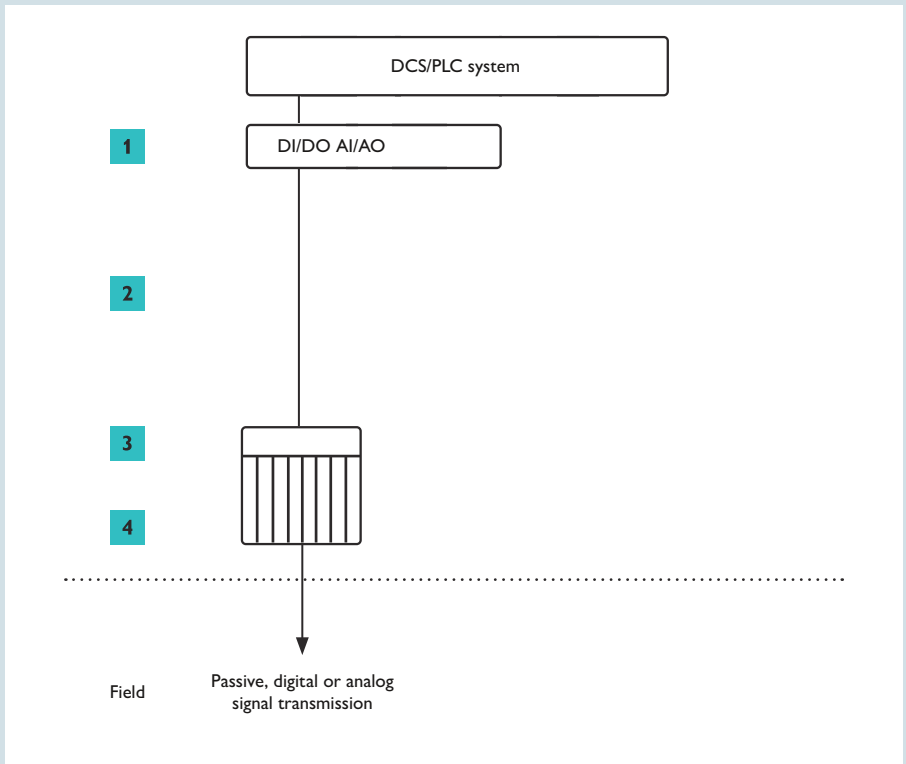 DCS/PLC system
1
DI/DO AI/AO
2
3
4
Field
Passive, digital or analog
signal transmission